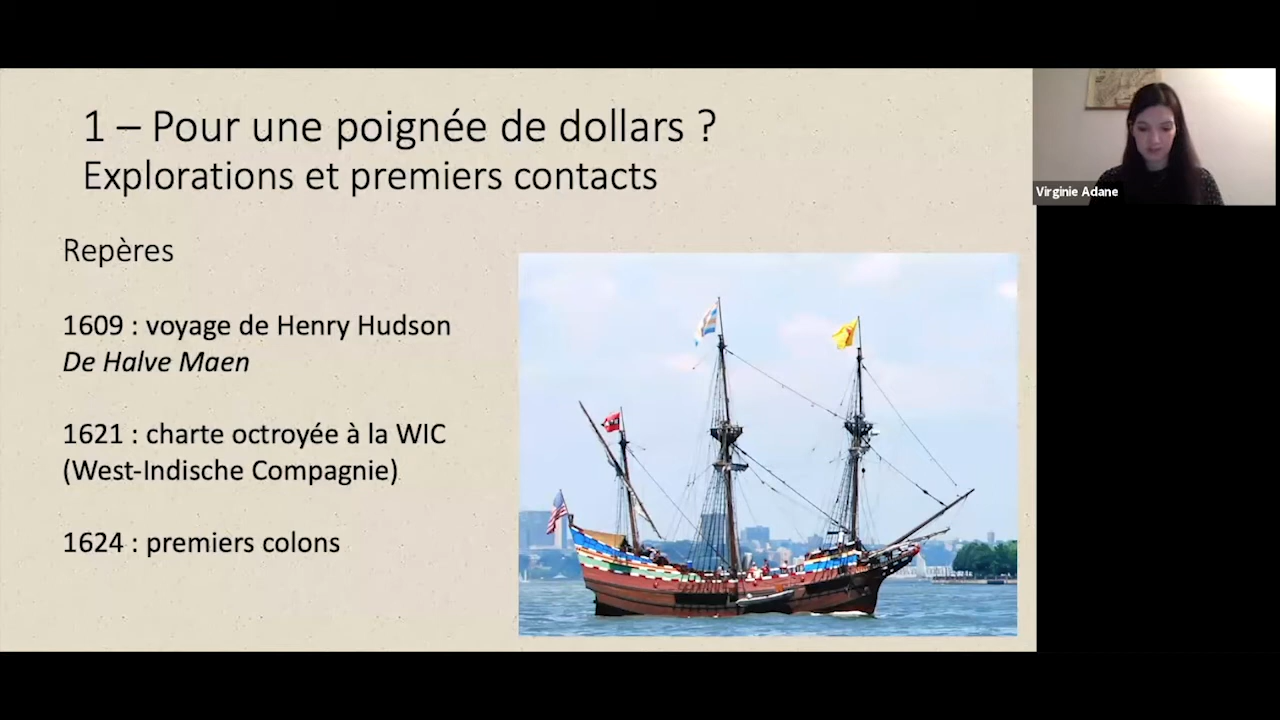 1 – Pour une poignée de dollars ?
Explorations et premiers contacts
Repères
1609 : voyage de Henry Hudson
De Halve Maen
1621 : charte octroyée à la WIC
(West-Indische Compagnie)
1624 : premiers colons
Virginie Adane